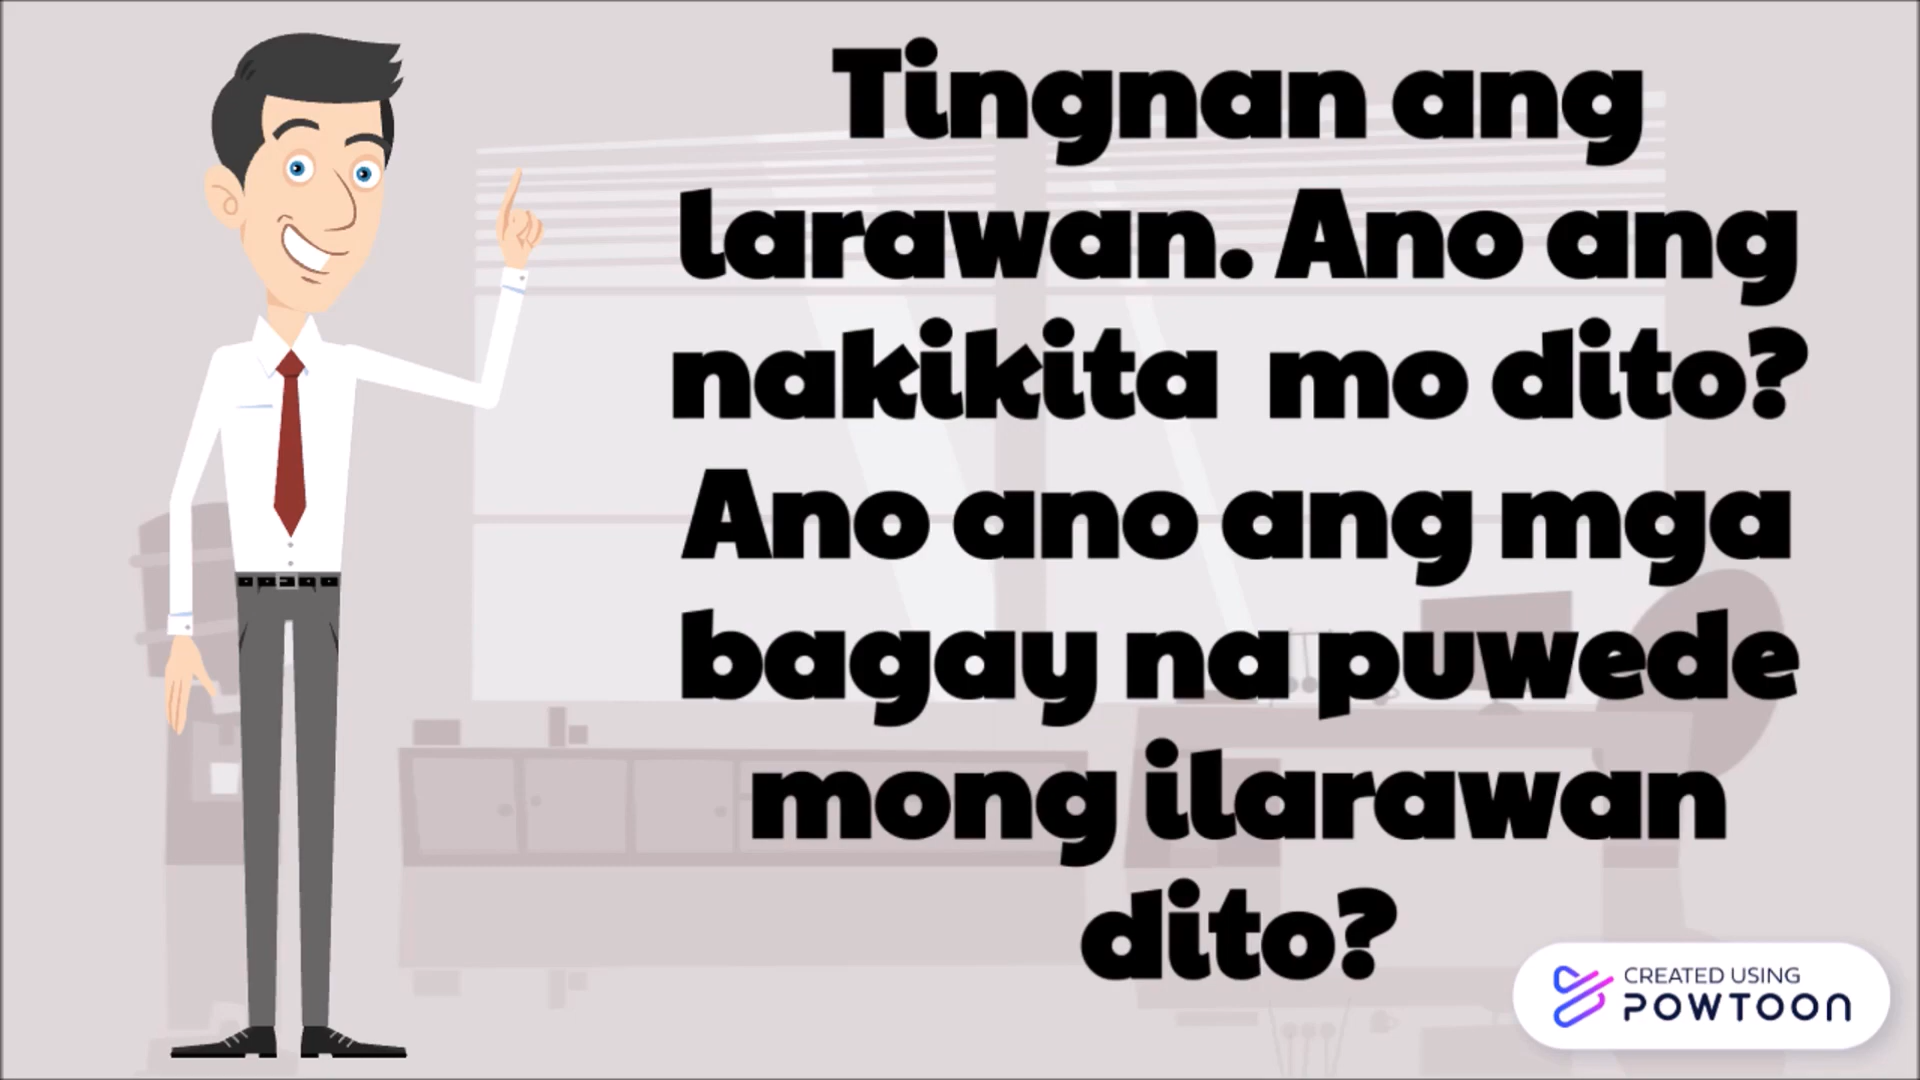 Tingnan ang
larawan. Ano ang
nakikita mo dito?
Ano ano ang mga
bagay na puwede
mong ilarawan
dito?
CREATED USING
POWTOON